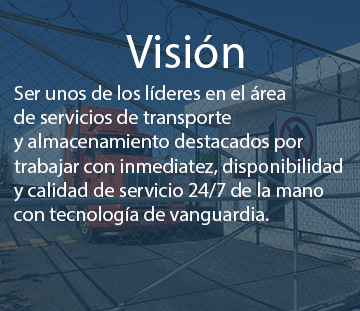 Visión
Ser unos de los líderes en el área
de servicios de transporte
y almacenamiento destacados por
trabajar con inmediatez, disponibilidad
y calidad de servicio 24/7 de la mano
con tecnología de vanguardia.